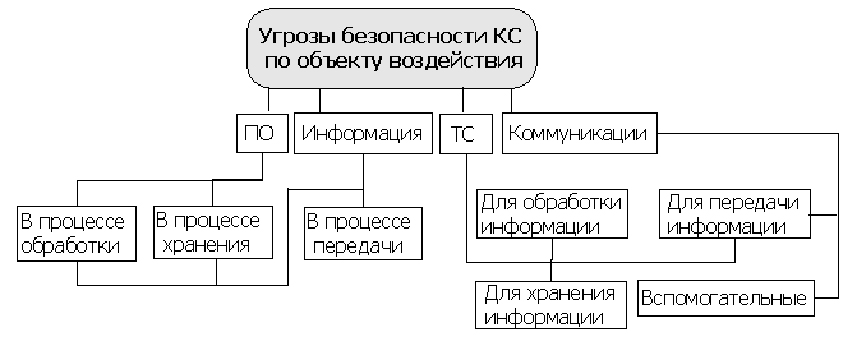 Угрозы безопасности КС
по объекту воздействия
ПО
Информация
ТС
Коммуникации
В процессе
обработки
В процессе
хранения
В процессе
передачи
Для обработки
информации
Для передачи
информации
Для хранения
информации
Вспомогательные